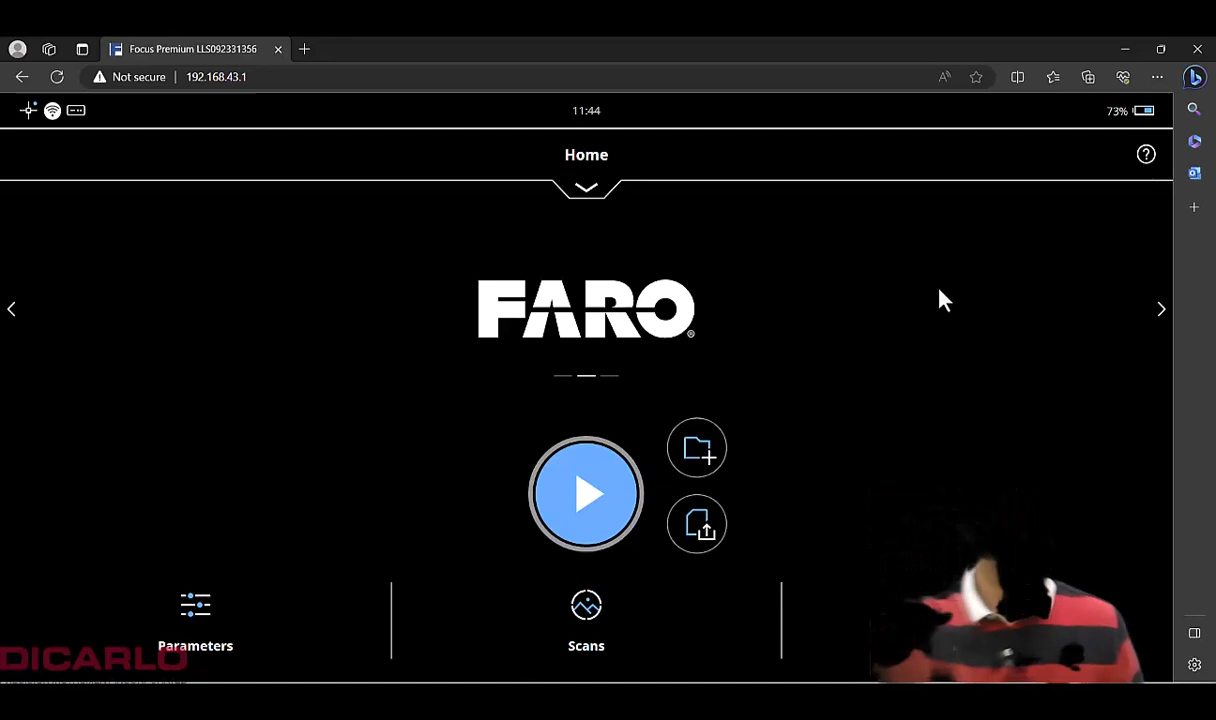 Focus Premium LLS092331356
Not secure
192.168.43.1
11:44
73%
Home
?
FARO®
Parameters
Scans
DICARLO